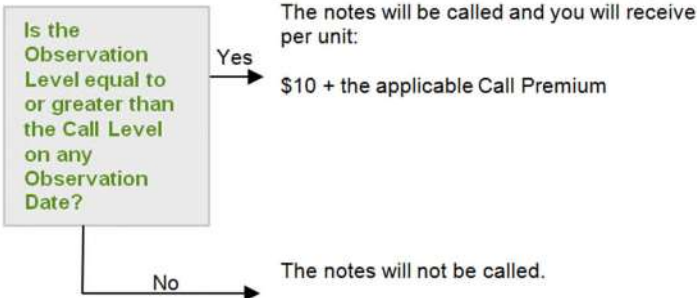 Is the
Observation
Level equal to
or greater than
the Call Level
on any
Observation
Date?
Yes
The notes will be called and you will receive
per unit:
$10 + the applicable Call Premium
No
The notes will not be called.